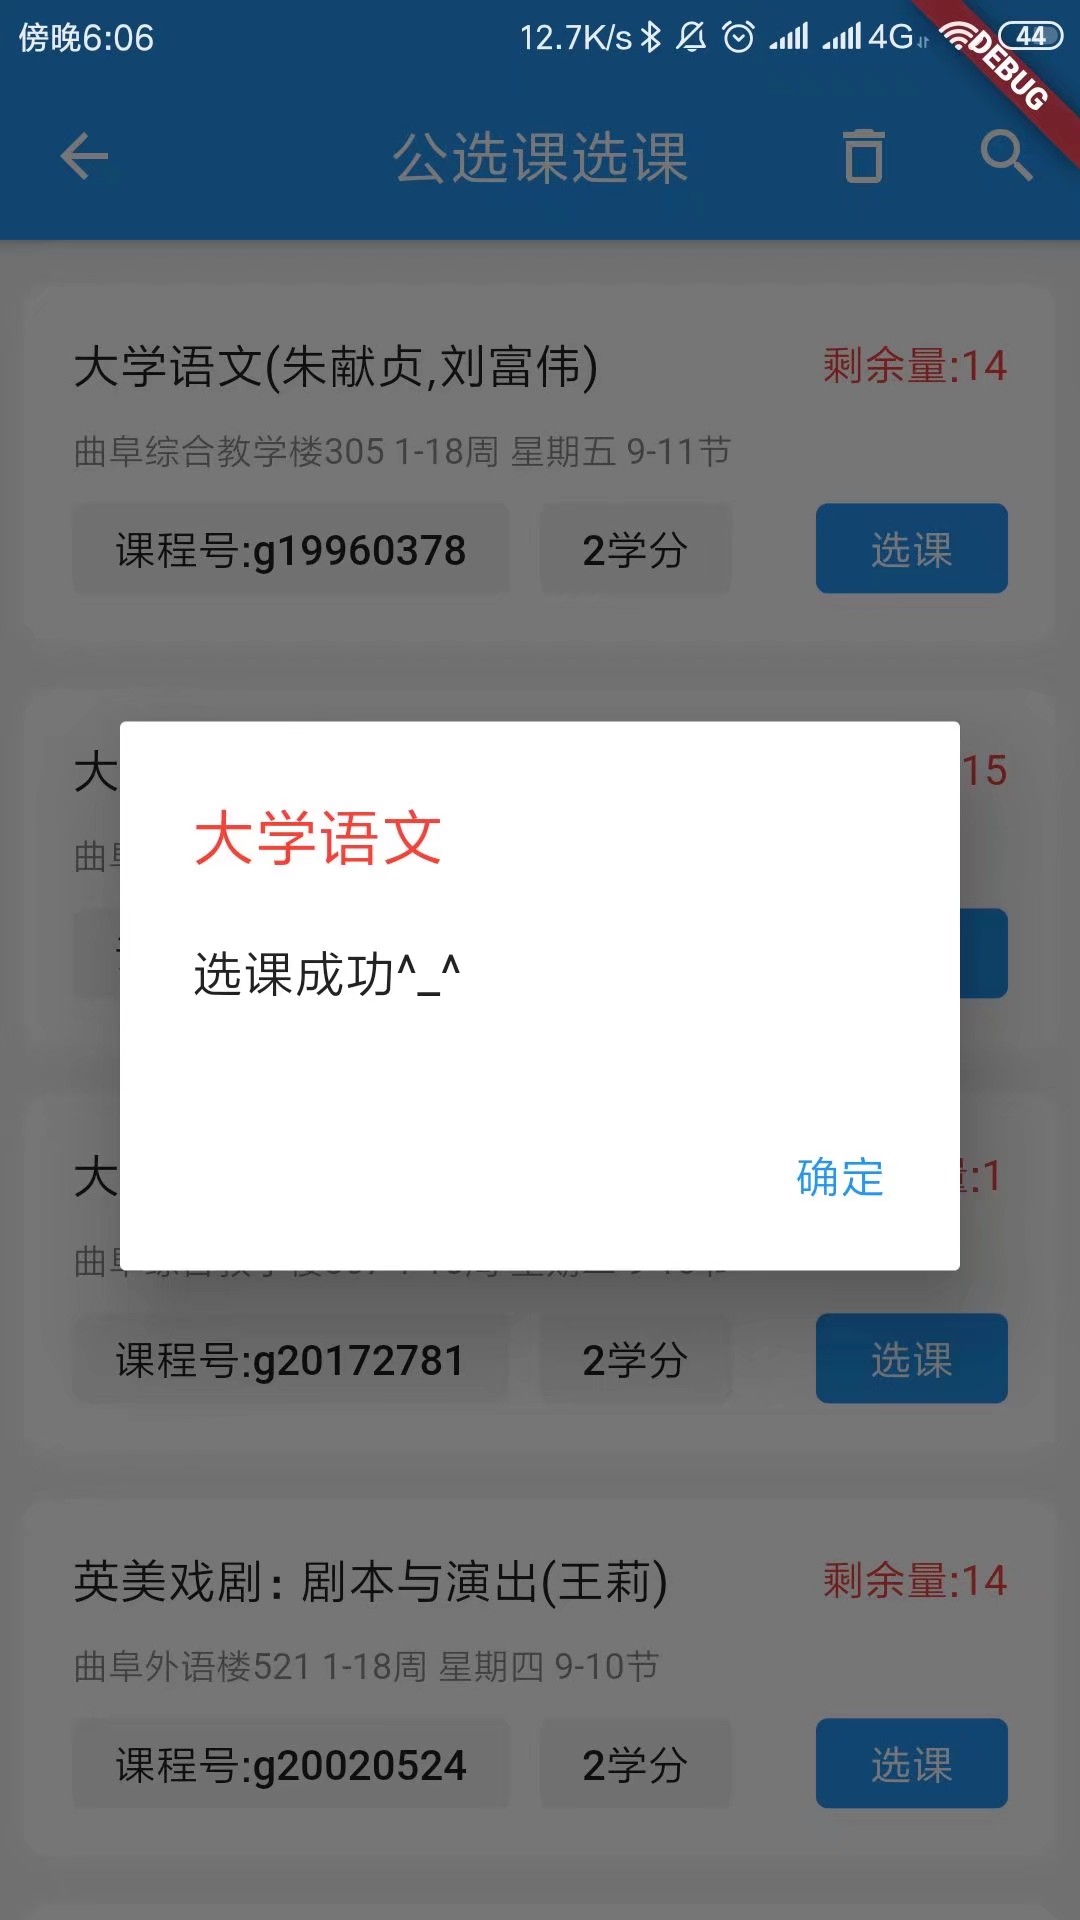 傍晚6:06
12.7K/s
4G
44
DEBUG
公选课选课
大学语文(朱献贞,刘富伟)
剩余量:14
曲阜综合教学楼305 1-18周 星期五 9-11节
课程号:g19960378
2学分
选课
大
15
曲
大学语文
选课成功^_^
确定
大
量:1
曲
课程号:g20172781
2学分
选课
英美戏剧：剧本与演出(王莉)
剩余量:14
曲阜外语楼521 1-18周 星期四 9-10节
课程号:g20020524
2学分
选课